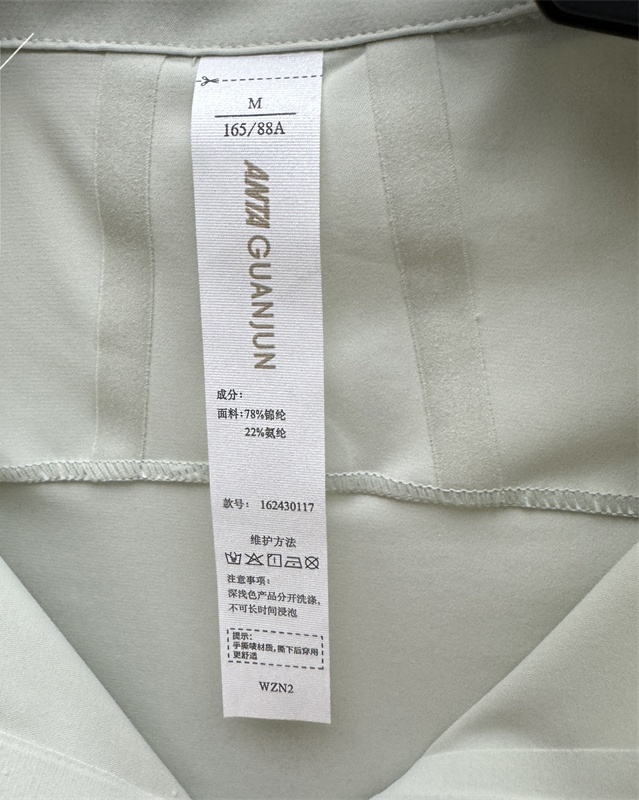 M
165/88A
ANTA GUANJUN
成分:
面料:78%锦纶
22%氨纶
款号: 162430117
维护方法
注意事项:
深浅色产品分开洗涤,
不可长时间浸泡
提示:
手撕唛材质,撕下后穿用
更舒适
WZN2